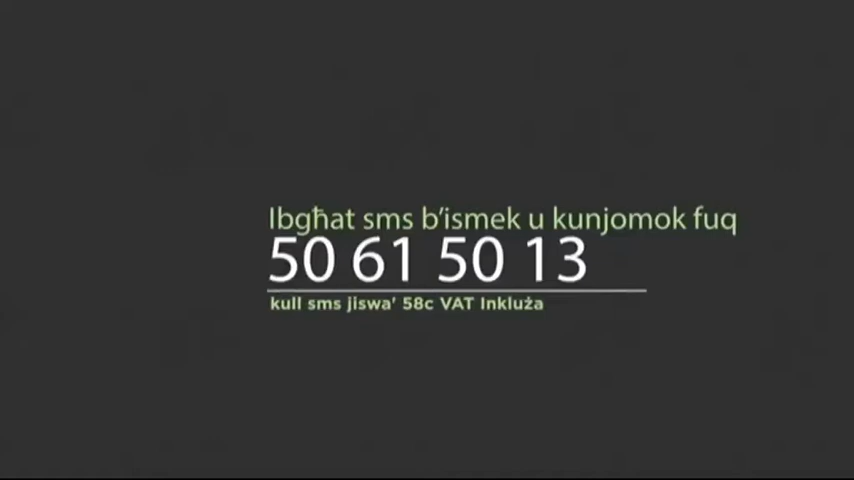 Ibgħat sms b'ismek u kunjomok fuq
50 61 50 13
kull sms jiswa' 58c VAT Inkluża